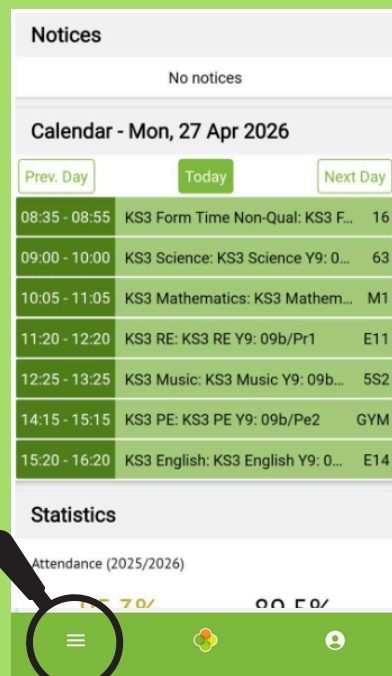 Notices
No notices
Calendar - Mon, 27 Apr 2026
Prev. Day Today Next Day
08:35 - 08:55 KS3 Form Time Non-Qual: KS3 F... 16
09:00 - 10:00 KS3 Science: KS3 Science Y9: 0... 63
10:05 - 11:05 KS3 Mathematics: KS3 Mathem... M1
11:20 - 12:20 KS3 RE: KS3 RE Y9: 09b/Pr1 E11
12:25 - 13:25 KS3 Music: KS3 Music Y9: 09b... 5S2
14:15 - 15:15 KS3 PE: KS3 PE Y9: 09b/Pe2 GYM
15:20 - 16:20 KS3 English: KS3 English Y9: 0... E14
Statistics
Attendance (2025/2026)